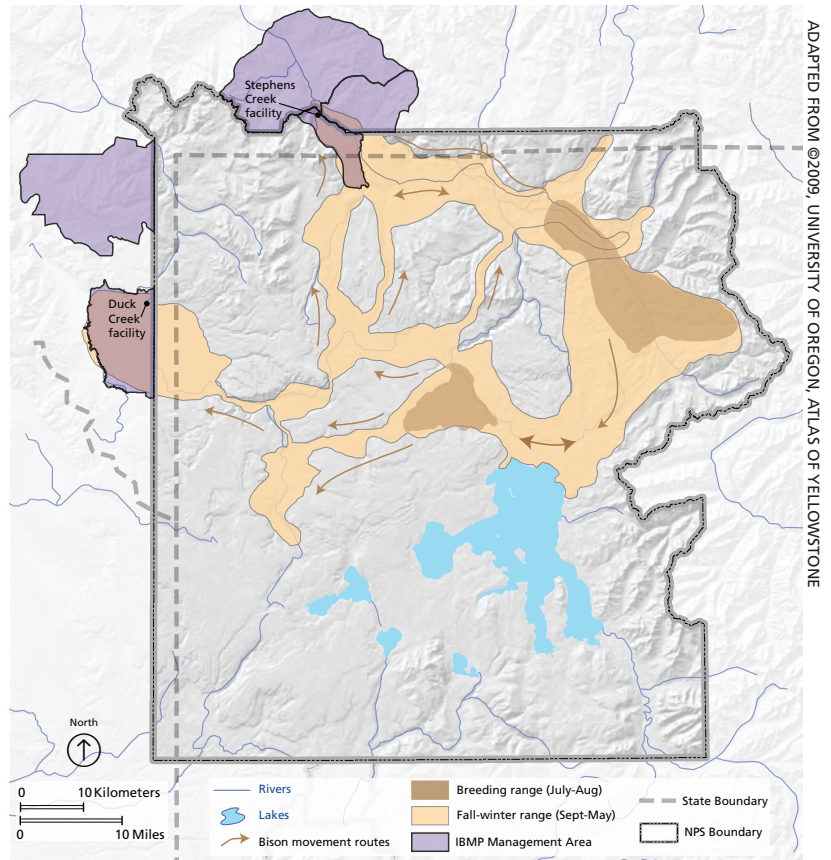 Stephens
Creek
facility
Duck
Creek
facility
ADAPTED FROM ©2009, UNIVERSITY OF OREGON, ATLAS OF YELLOWSTONE
North
0 10 Kilometers
0 10 Miles
Rivers
Lakes
Bison movement routes
Breeding range (July-Aug)
Fall-winter range (Sept-May)
IBMP Management Area
State Boundary
NPS Boundary